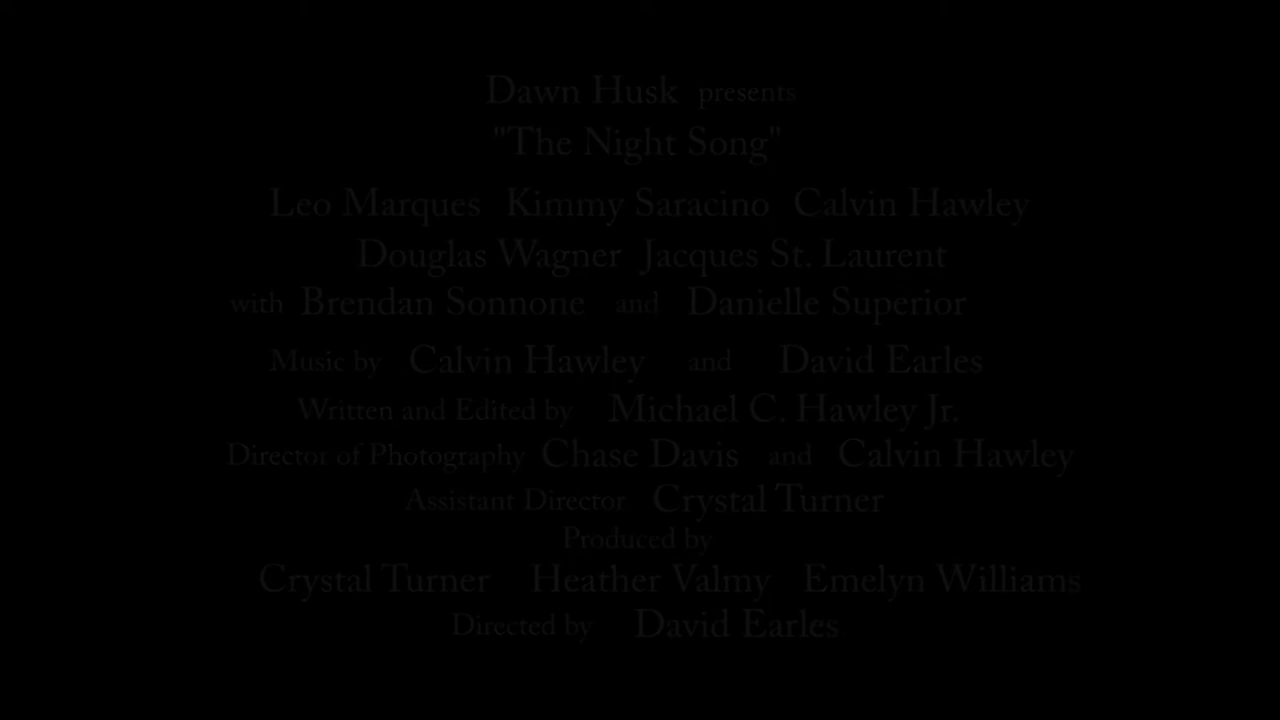 Dawn Husk presents
"The Night Song"
Leo Marques Kimmy Saracino Calvin Hawley
Douglas Wagner Jacques St. Laurent
with Brendan Sonnone and Danielle Superior
Music by Calvin Hawley and David Earles
Written and Edited by Michael C. Hawley Jr.
Director of Photography Chase Davis and Calvin Hawley
Assistant Director Crystal Turner
Produced by
Crystal Turner Heather Valmy Emelyn Williams
Directed by David Earles